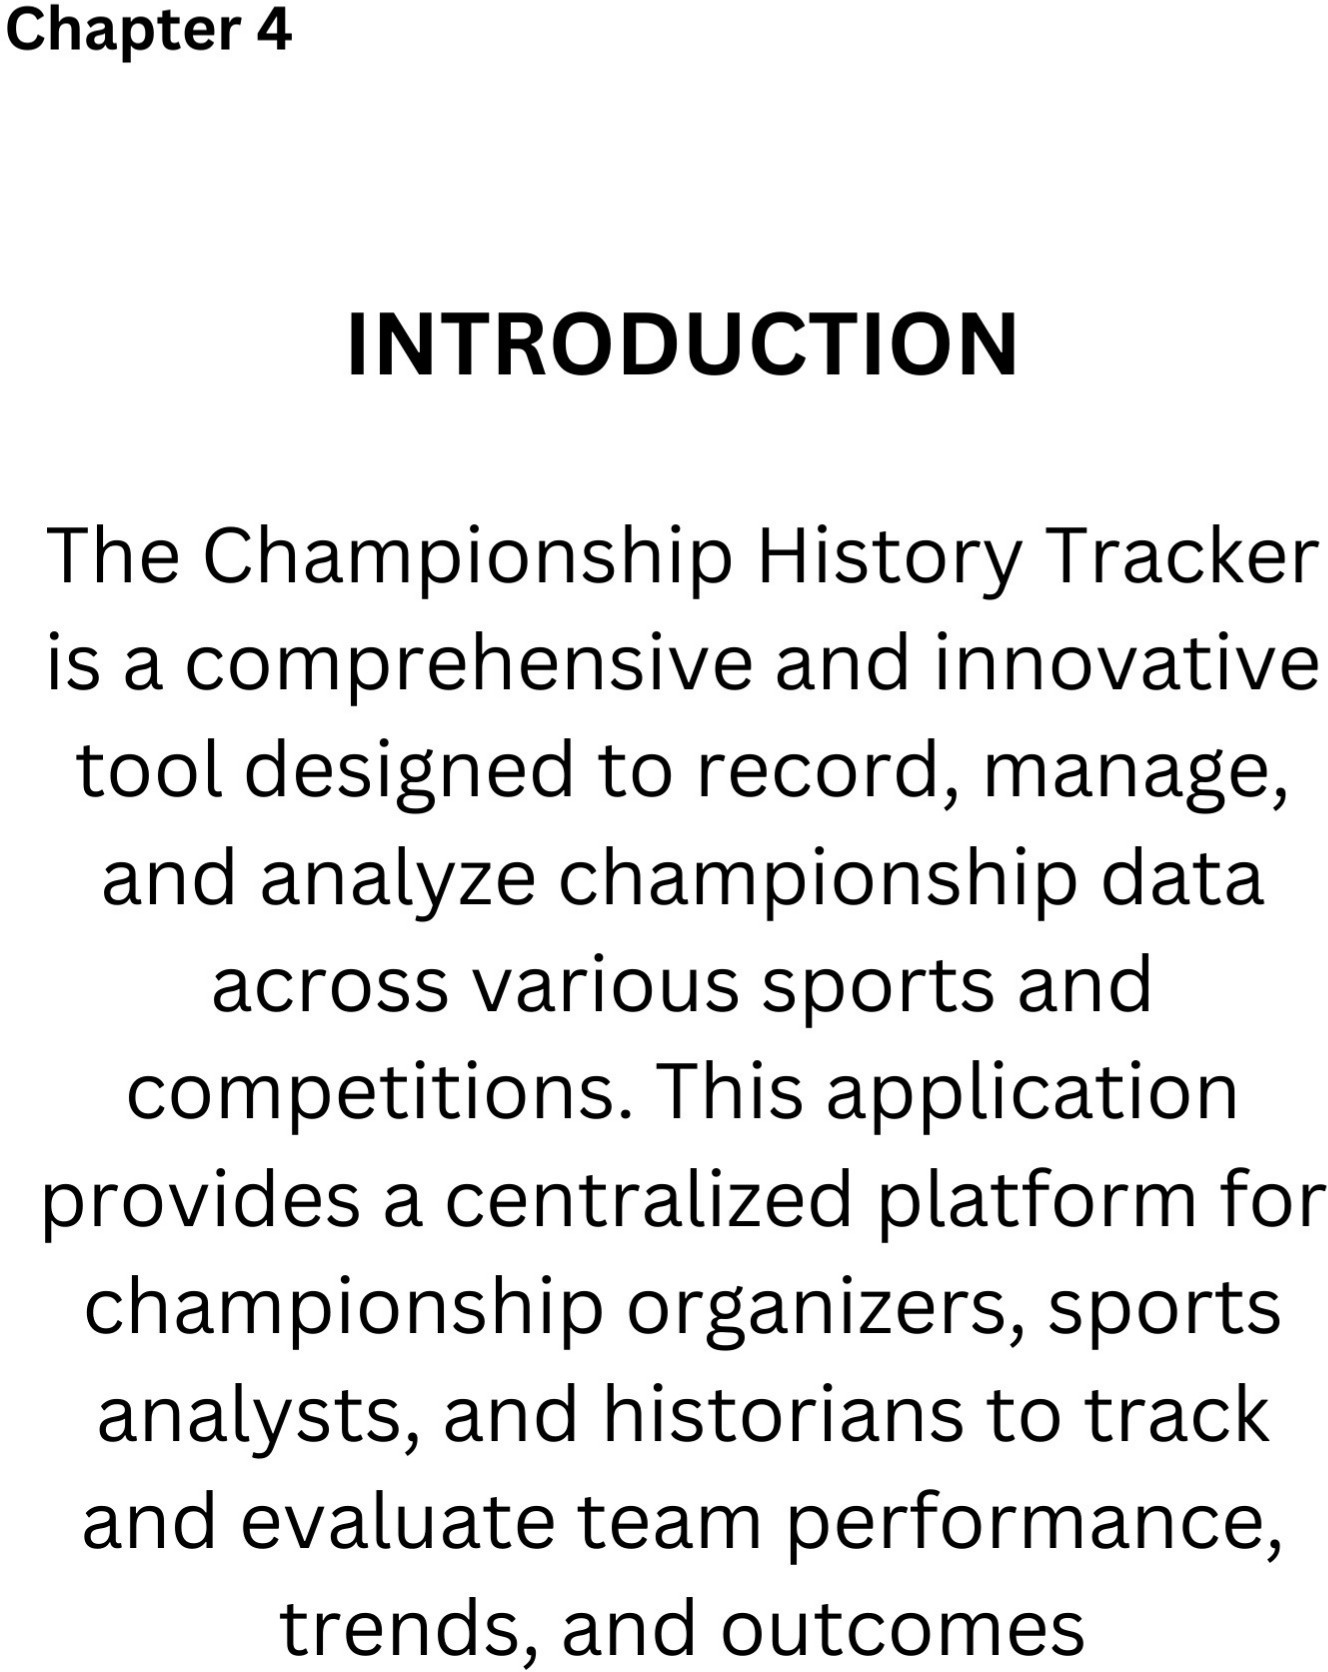 Chapter 4
INTRODUCTION
The Championship History Tracker
is a comprehensive and innovative
tool designed to record, manage,
and analyze championship data
across various sports and
competitions. This application
provides a centralized platform for
championship organizers, sports
analysts, and historians to track
and evaluate team performance,
trends, and outcomes